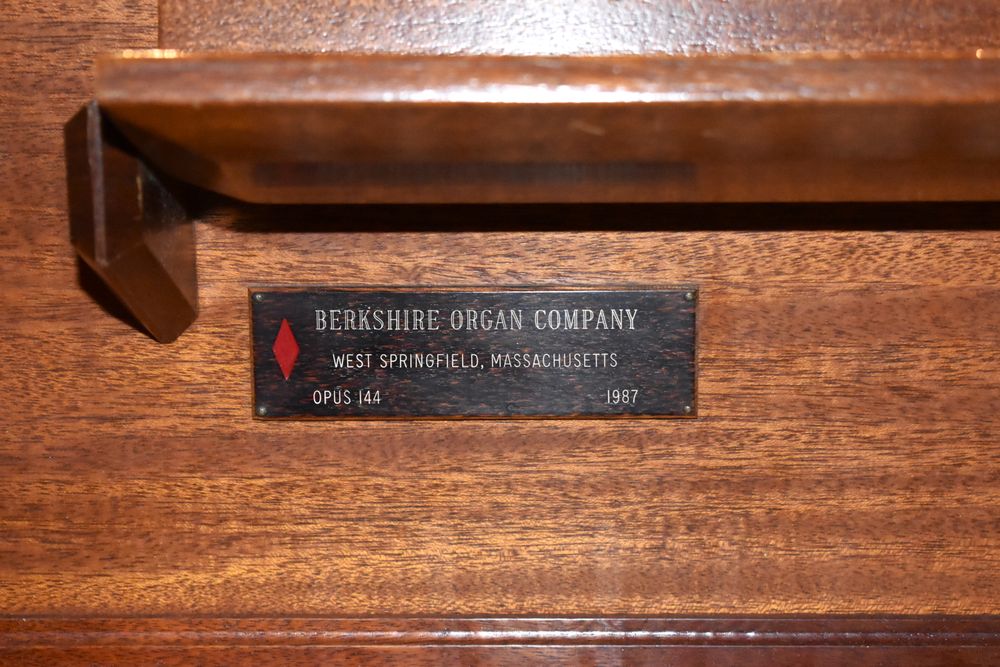 BERKSHIRE ORGAN COMPANY
WEST SPRINGFIELD, MASSACHUSETTS
OPUS 144 1987